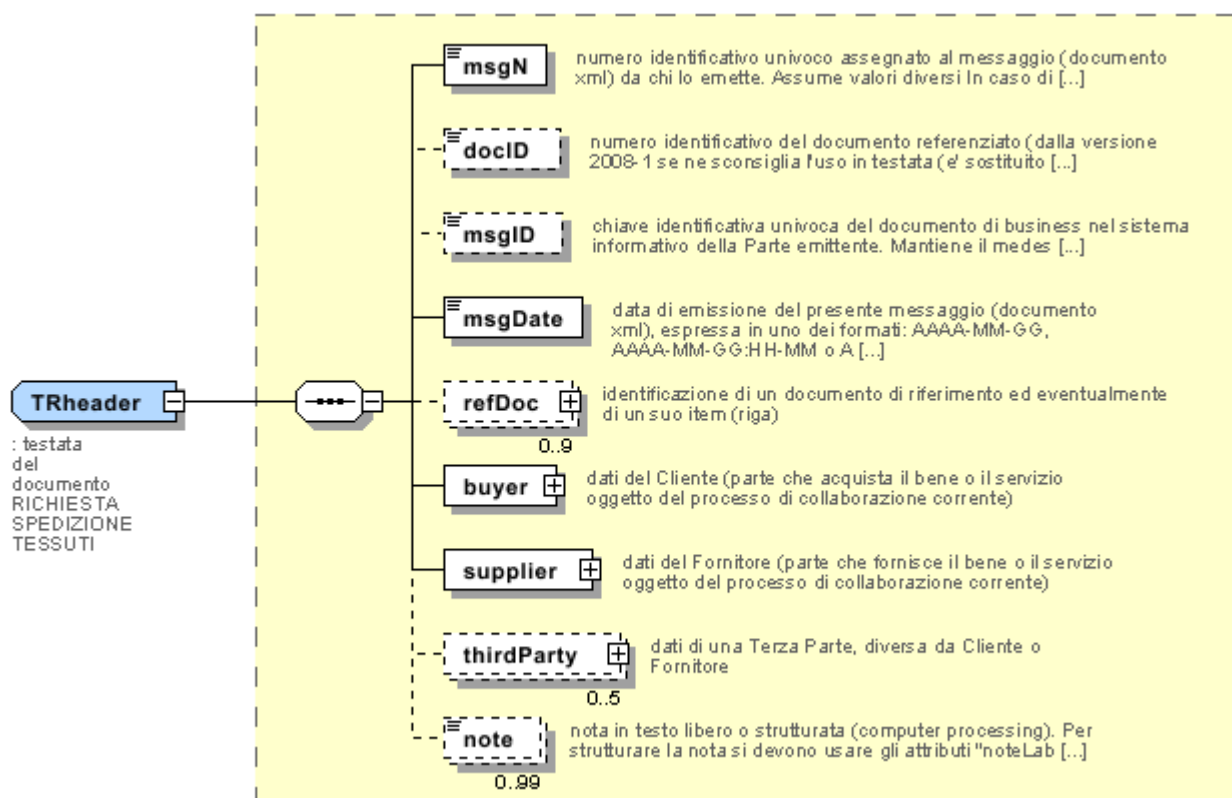 msgN
numero identificativo univoco assegnato al messaggio (documento
xml) da chi lo emette. Assume valori diversi In caso di [...]
docID
numero identificativo del documento referenziato (dalla versione
2008-1 se ne sconsiglia l'uso in testata (e' sostituito [...]
msgID
chiave identificativa univoca del documento di business nel sistema
informativo della Parte emittente. Mantiene il medes [...]
msgDate
data di emissione del presente messaggio (documento
xml), espressa in uno dei formati: AAAA-MM-GG,
AAAA-MM-GG:HH-MM o A [...]
TRheader
: testata
del
documento
RICHIESTA
SPEDIZIONE
TESSUTI
refDoc
identificazione di un documento di riferimento ed eventualmente
di un suo item (riga)
0..9
buyer
dati del Cliente (parte che acquista il bene o il servizio
oggetto del processo di collaborazione corrente)
supplier
dati del Fornitore (parte che fornisce il bene o il servizio
oggetto del processo di collaborazione corrente)
thirdParty
dati di una Terza Parte, diversa da Cliente o
Fornitore
0..5
note
nota in testo libero o strutturata (computer processing). Per
strutturare la nota si devono usare gli attributi "noteLab [...]
0..99